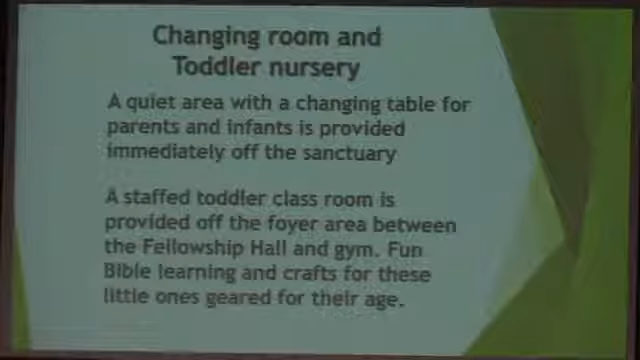 Changing room and
Toddler nursery
A quiet area with a changing table for
parents and infants is provided
immediately off the sanctuary
A staffed toddler class room is
provided off the foyer area between
the Fellowship Hall and gym. Fun
Bible learning and crafts for these
little ones geared for their age.